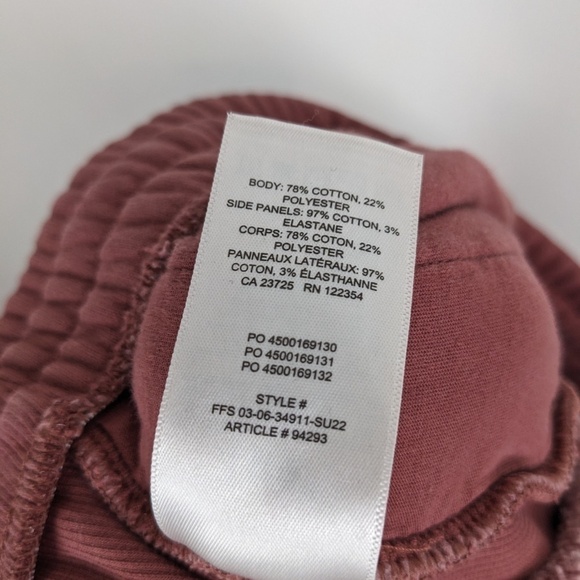 BODY: 78% COTTON, 22%
POLYESTER
SIDE PANELS: 97% COTTON, 3%
ELASTANE
CORPS: 78% COTON, 22%
POLYESTER
PANNEAUX LATÉRAUX: 97%
COTON, 3% ÉLASTHANNE
CA 23725 RN 122354
PO 4500169130
PO 4500169131
PO 4500169132
STYLE #
FFS 03-06-34911-SU22
ARTICLE # 94293